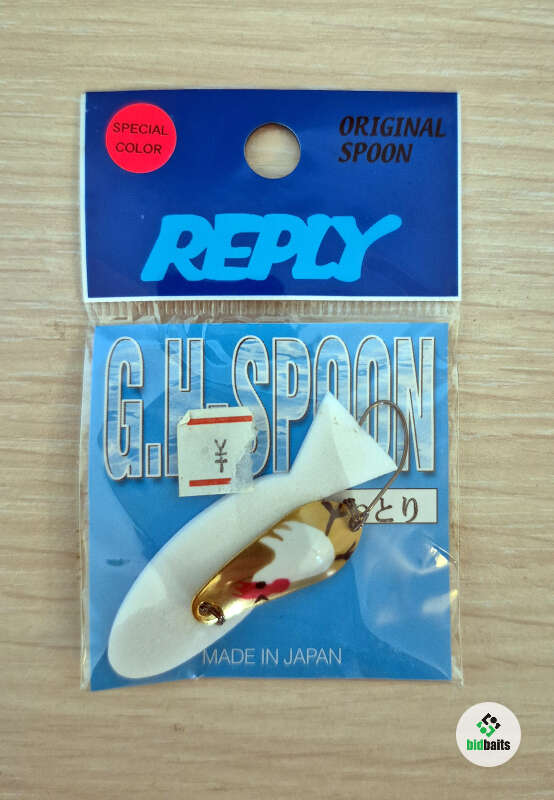 SPECIAL
COLOR
ORIGINAL
SPOON
REPLY
G.H-SPOON
¥
とり
MADE IN JAPAN
bidbaits